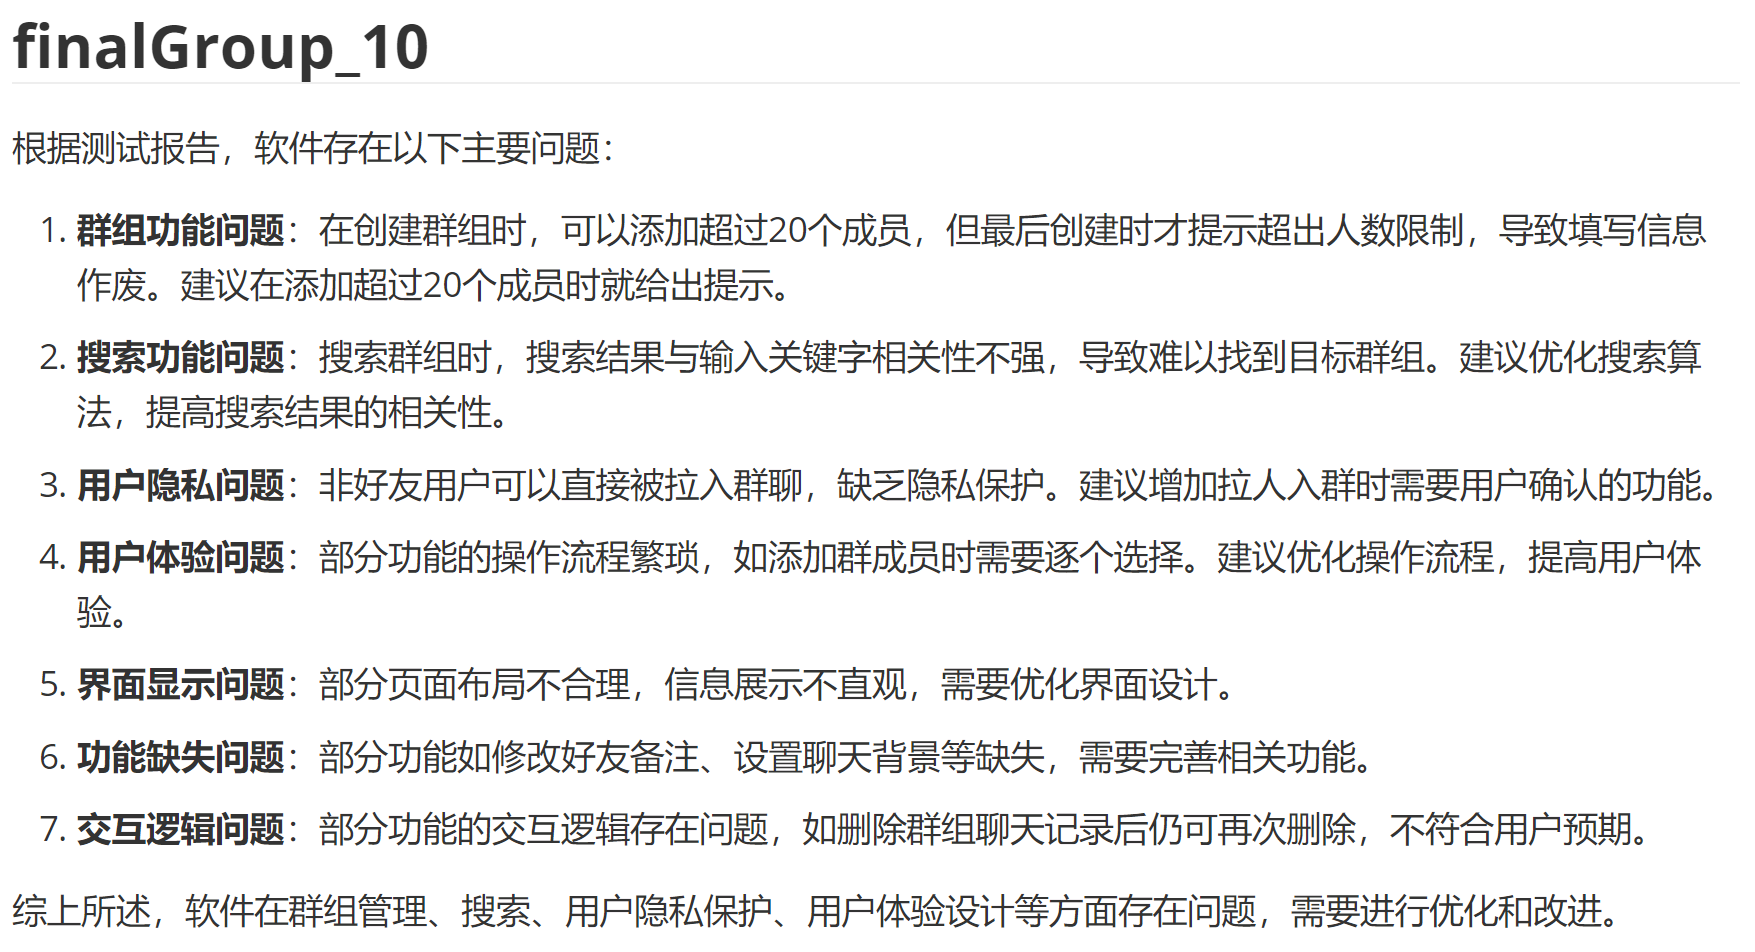 finalGroup_10
根据测试报告，软件存在以下主要问题：
1. 群组功能问题：在创建群组时，可以添加超过20个成员，但最后创建时才提示超出人数限制，导致填写信息
作废。建议在添加超过20个成员时就给出提示。
2. 搜索功能问题：搜索群组时，搜索结果与输入关键字相关性不强，导致难以找到目标群组。建议优化搜索算
法，提高搜索结果的相关性。
3. 用户隐私问题：非好友用户可以直接被拉入群聊，缺乏隐私保护。建议增加拉人入群时需要用户确认的功能。
4. 用户体验问题：部分功能的操作流程繁琐，如添加群成员时需要逐个选择。建议优化操作流程，提高用户体
验。
5. 界面显示问题：部分页面布局不合理，信息展示不直观，需要优化界面设计。
6. 功能缺失问题：部分功能如修改好友备注、设置聊天背景等缺失，需要完善相关功能。
7. 交互逻辑问题：部分功能的交互逻辑存在问题，如删除群组聊天记录后仍可再次删除，不符合用户预期。
综上所述，软件在群组管理、搜索、用户隐私保护、用户体验设计等方面存在问题，需要进行优化和改进。